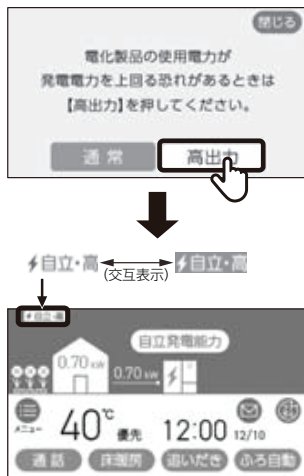 閉じる
電化製品の使用電力が
発電電力を上回る恐れがあるときは
【高出力】を押してください。
通常
高出力
自立・高
(交互表示)
自立・高
自立・高
自立発電能力
0.70 kw
0.70 kw
メニュー
40℃
優先
12:00
12/10
通話
床暖房
追いだき
ふろ自動